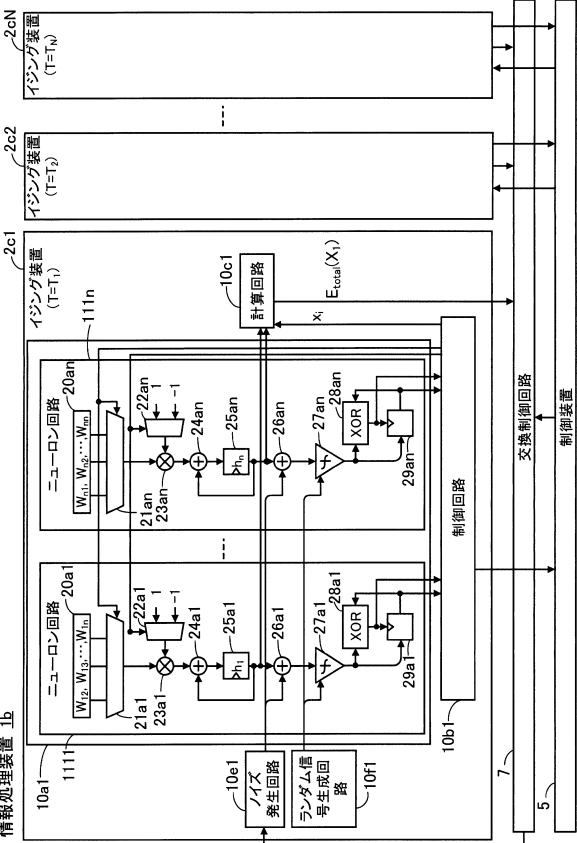 情報処理装置 1b
2c1
イジング装置
(T=T₁)
2c2
イジング装置
(T=T₂)
2cN
イジング装置
(T=T_N)
10a1
1111
ニューロン回路
20a1
W₁₂, W₁₃, ⋯, W₁ₙ
21a1
22a1
1
−1
23a1
24a1
25a1
h₁
26a1
27a1
28a1
XOR
29a1
111n
ニューロン回路
20an
Wₙ₁, Wₙ₂, ⋯, Wₙₙ
21an
22an
1
−1
23an
24an
25an
hₙ
26an
27an
28an
XOR
29an
10c1
計算回路
xᵢ
E_total(X₁)
10e1
ノイズ
発生回路
ランダム信
号生成回
路
10f1
制御回路
10b1
7
交換制御回路
5
制御装置